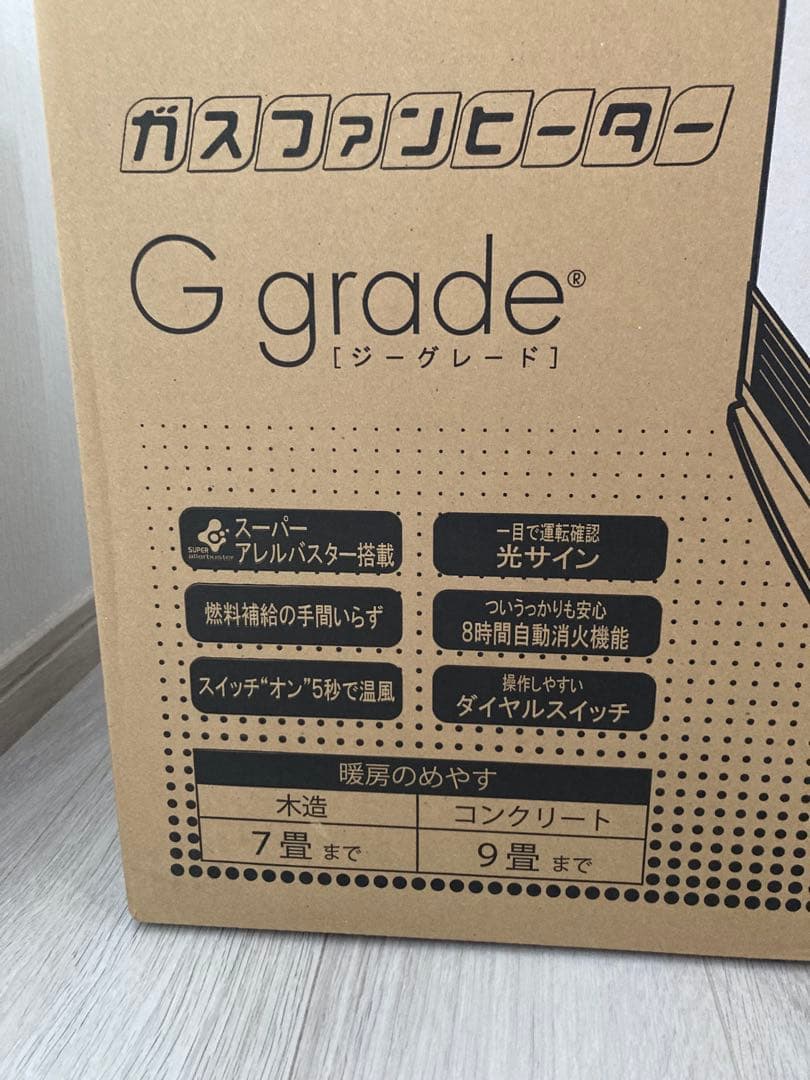 ガスファンヒーター
G grade®
[ジーグレード]
SUPER
allerbuster
スーパー
アレルバスター搭載
一目で運転確認
光サイン
燃料補給の手間いらず
ついうっかりも安心
8時間自動消火機能
スイッチ“オン”5秒で温風
操作しやすい
ダイヤルスイッチ
暖房のめやす
木造 コンクリート
7畳まで 9畳まで